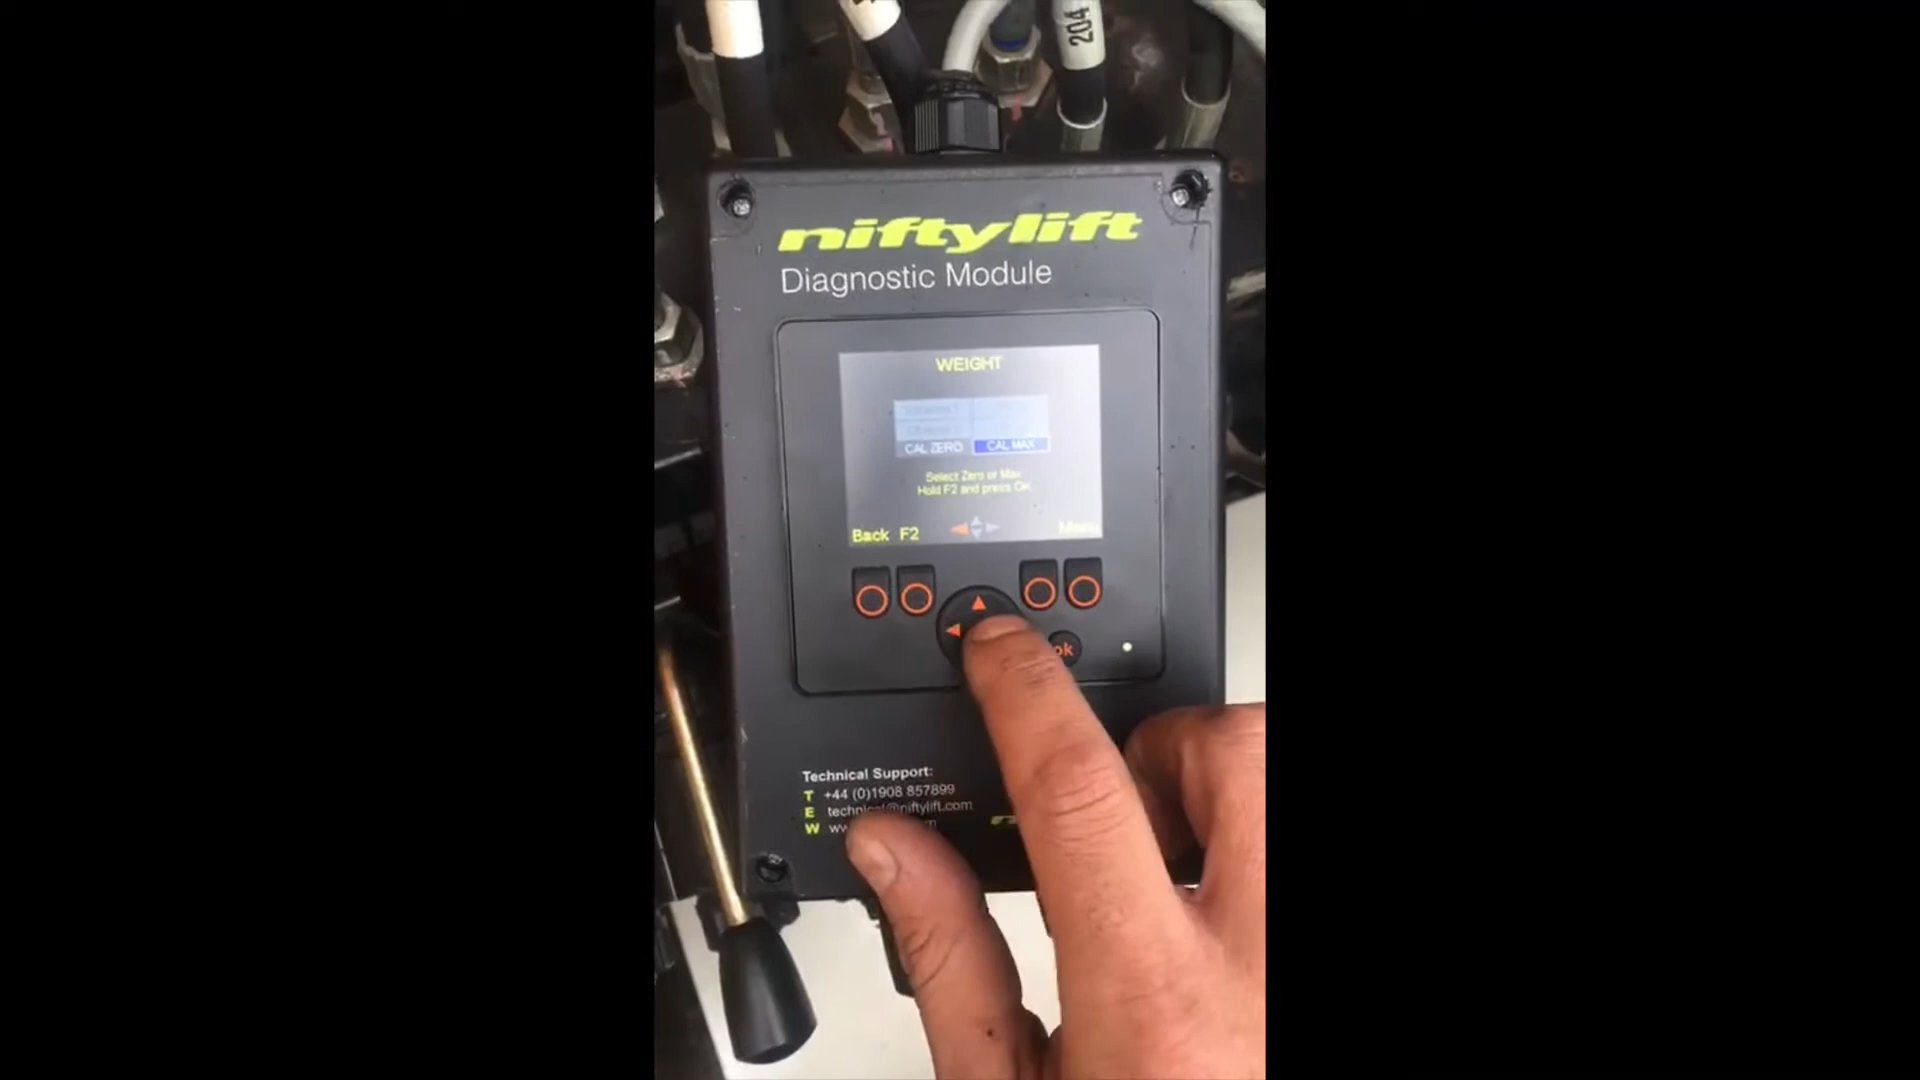 204
niftylift
Diagnostic Module
WEIGHT
CAL ZERO CAL MAX
Select Zero or Max
Hold F2 and press OK
Back F2 Menu
ok
Technical Support:
T +44 (0)1908 857899
E technical@niftylift.com
W